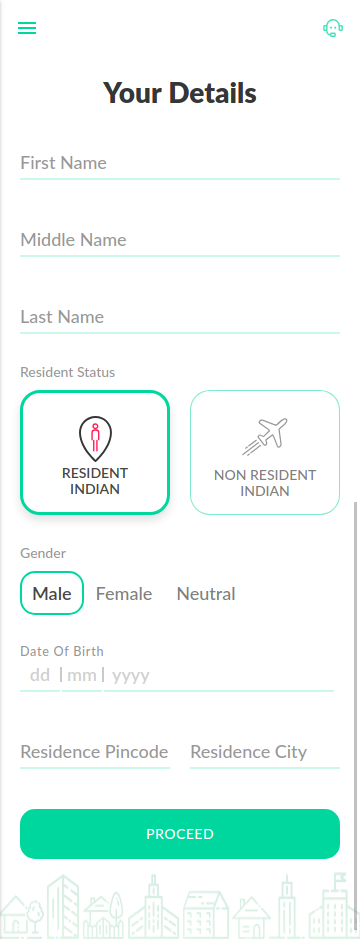 Your Details
First Name
Middle Name
Last Name
Resident Status
RESIDENT
INDIAN
NON RESIDENT
INDIAN
Gender
Male Female Neutral
Date Of Birth
dd | mm | yyyy
Residence Pincode Residence City
PROCEED